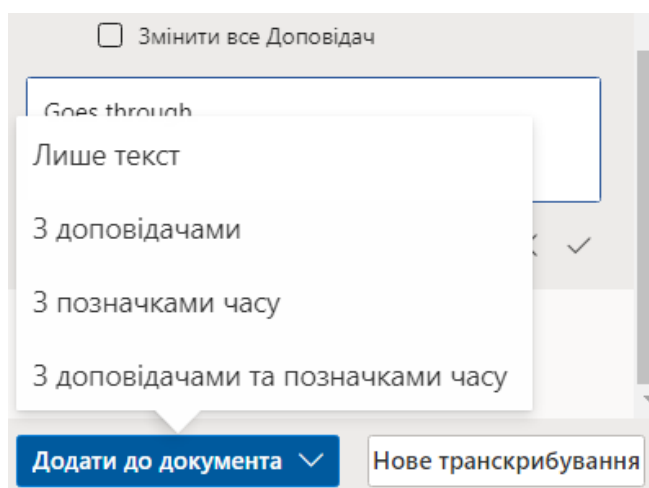 Змінити все Доповідач
Goes through
Лише текст
З доповідачами
З позначками часу
З доповідачами та позначками часу
Додати до документа
Нове транскрибування